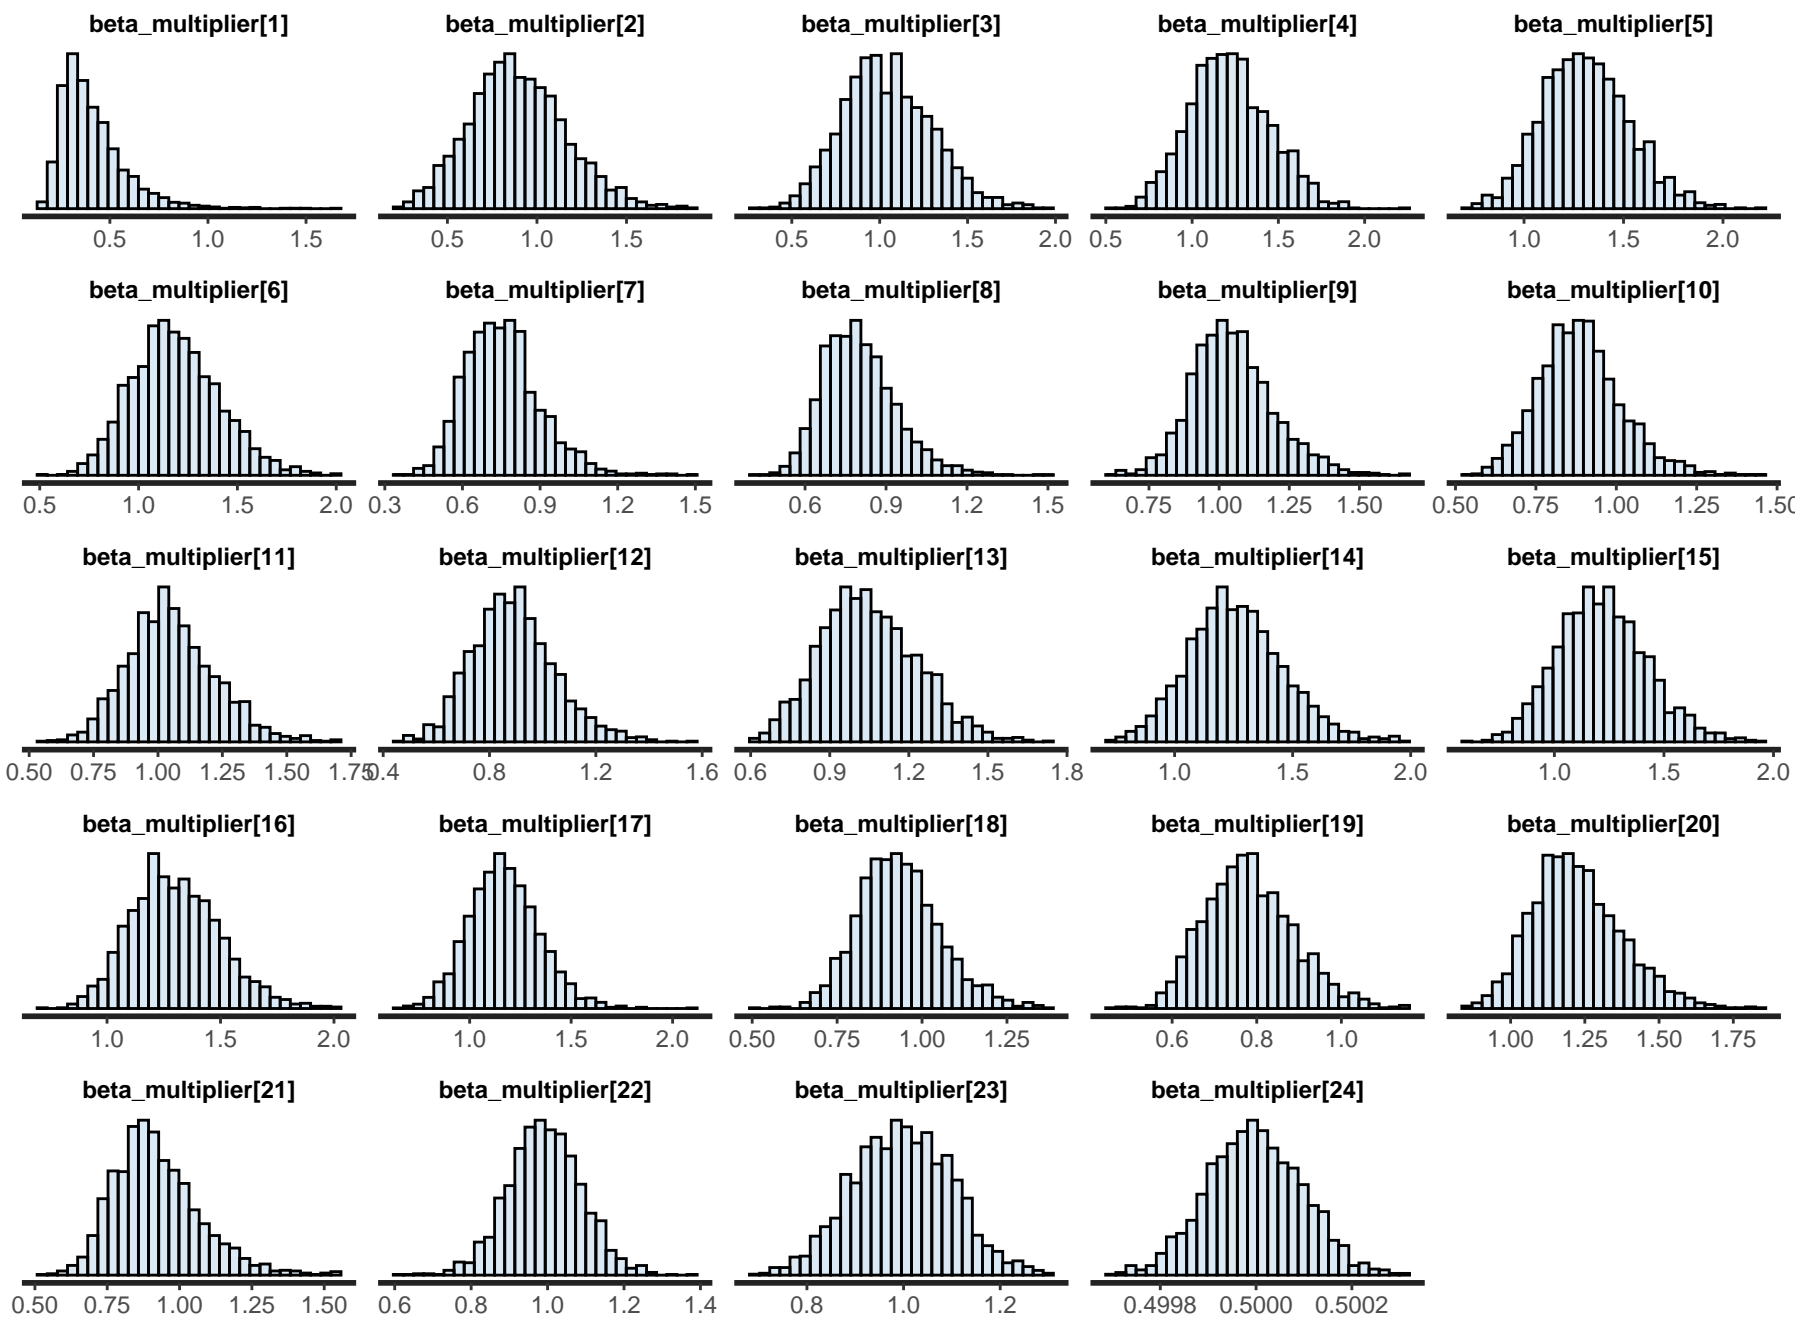 beta_multiplier[1] beta_multiplier[2] beta_multiplier[3] beta_multiplier[4] beta_multiplier[5]
0.5 1.0 1.5 0.5 1.0 1.5 0.5 1.0 1.5 2.0 0.5 1.0 1.5 2.0 1.0 1.5 2.0
beta_multiplier[6] beta_multiplier[7] beta_multiplier[8] beta_multiplier[9] beta_multiplier[10]
0.5 1.0 1.5 2.0 0.3 0.6 0.9 1.2 1.5 0.6 0.9 1.2 1.5 0.75 1.00 1.25 1.50 0.50 0.75 1.00 1.25 1.50
beta_multiplier[11] beta_multiplier[12] beta_multiplier[13] beta_multiplier[14] beta_multiplier[15]
0.50 0.75 1.00 1.25 1.50 1.75 0.4 0.8 1.2 1.6 0.6 0.9 1.2 1.5 1.8 1.0 1.5 2.0 1.0 1.5 2.0
beta_multiplier[16] beta_multiplier[17] beta_multiplier[18] beta_multiplier[19] beta_multiplier[20]
1.0 1.5 2.0 1.0 1.5 2.0 0.50 0.75 1.00 1.25 0.6 0.8 1.0 1.00 1.25 1.50 1.75
beta_multiplier[21] beta_multiplier[22] beta_multiplier[23] beta_multiplier[24]
0.50 0.75 1.00 1.25 1.50 0.6 0.8 1.0 1.2 1.4 0.8 1.0 1.2 0.4998 0.5000 0.5002